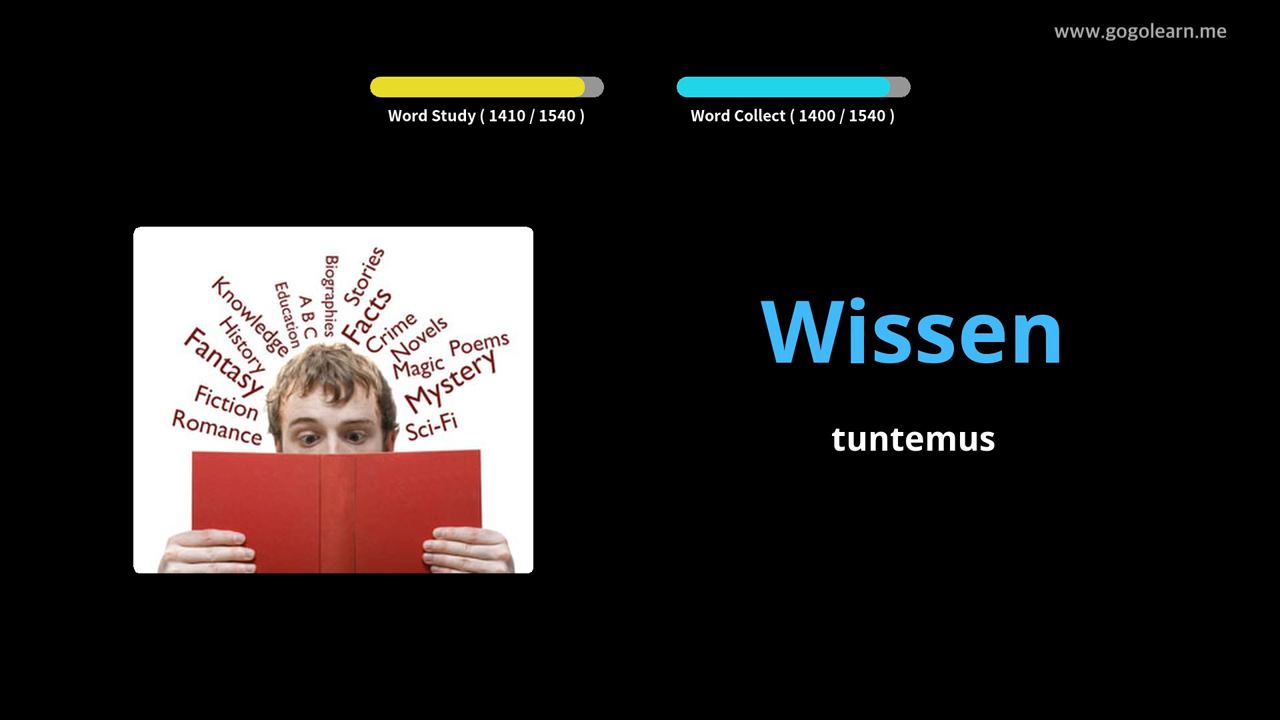 www.gogolearn.me
Word Study ( 1410 / 1540 )
Word Collect ( 1400 / 1540 )
Wissen
tuntemus
Knowledge
History
Fantasy
Fiction
Romance
Education
A B C
Biographies
Stories
Facts
Crime
Novels
Magic
Poems
Mystery
Sci-Fi